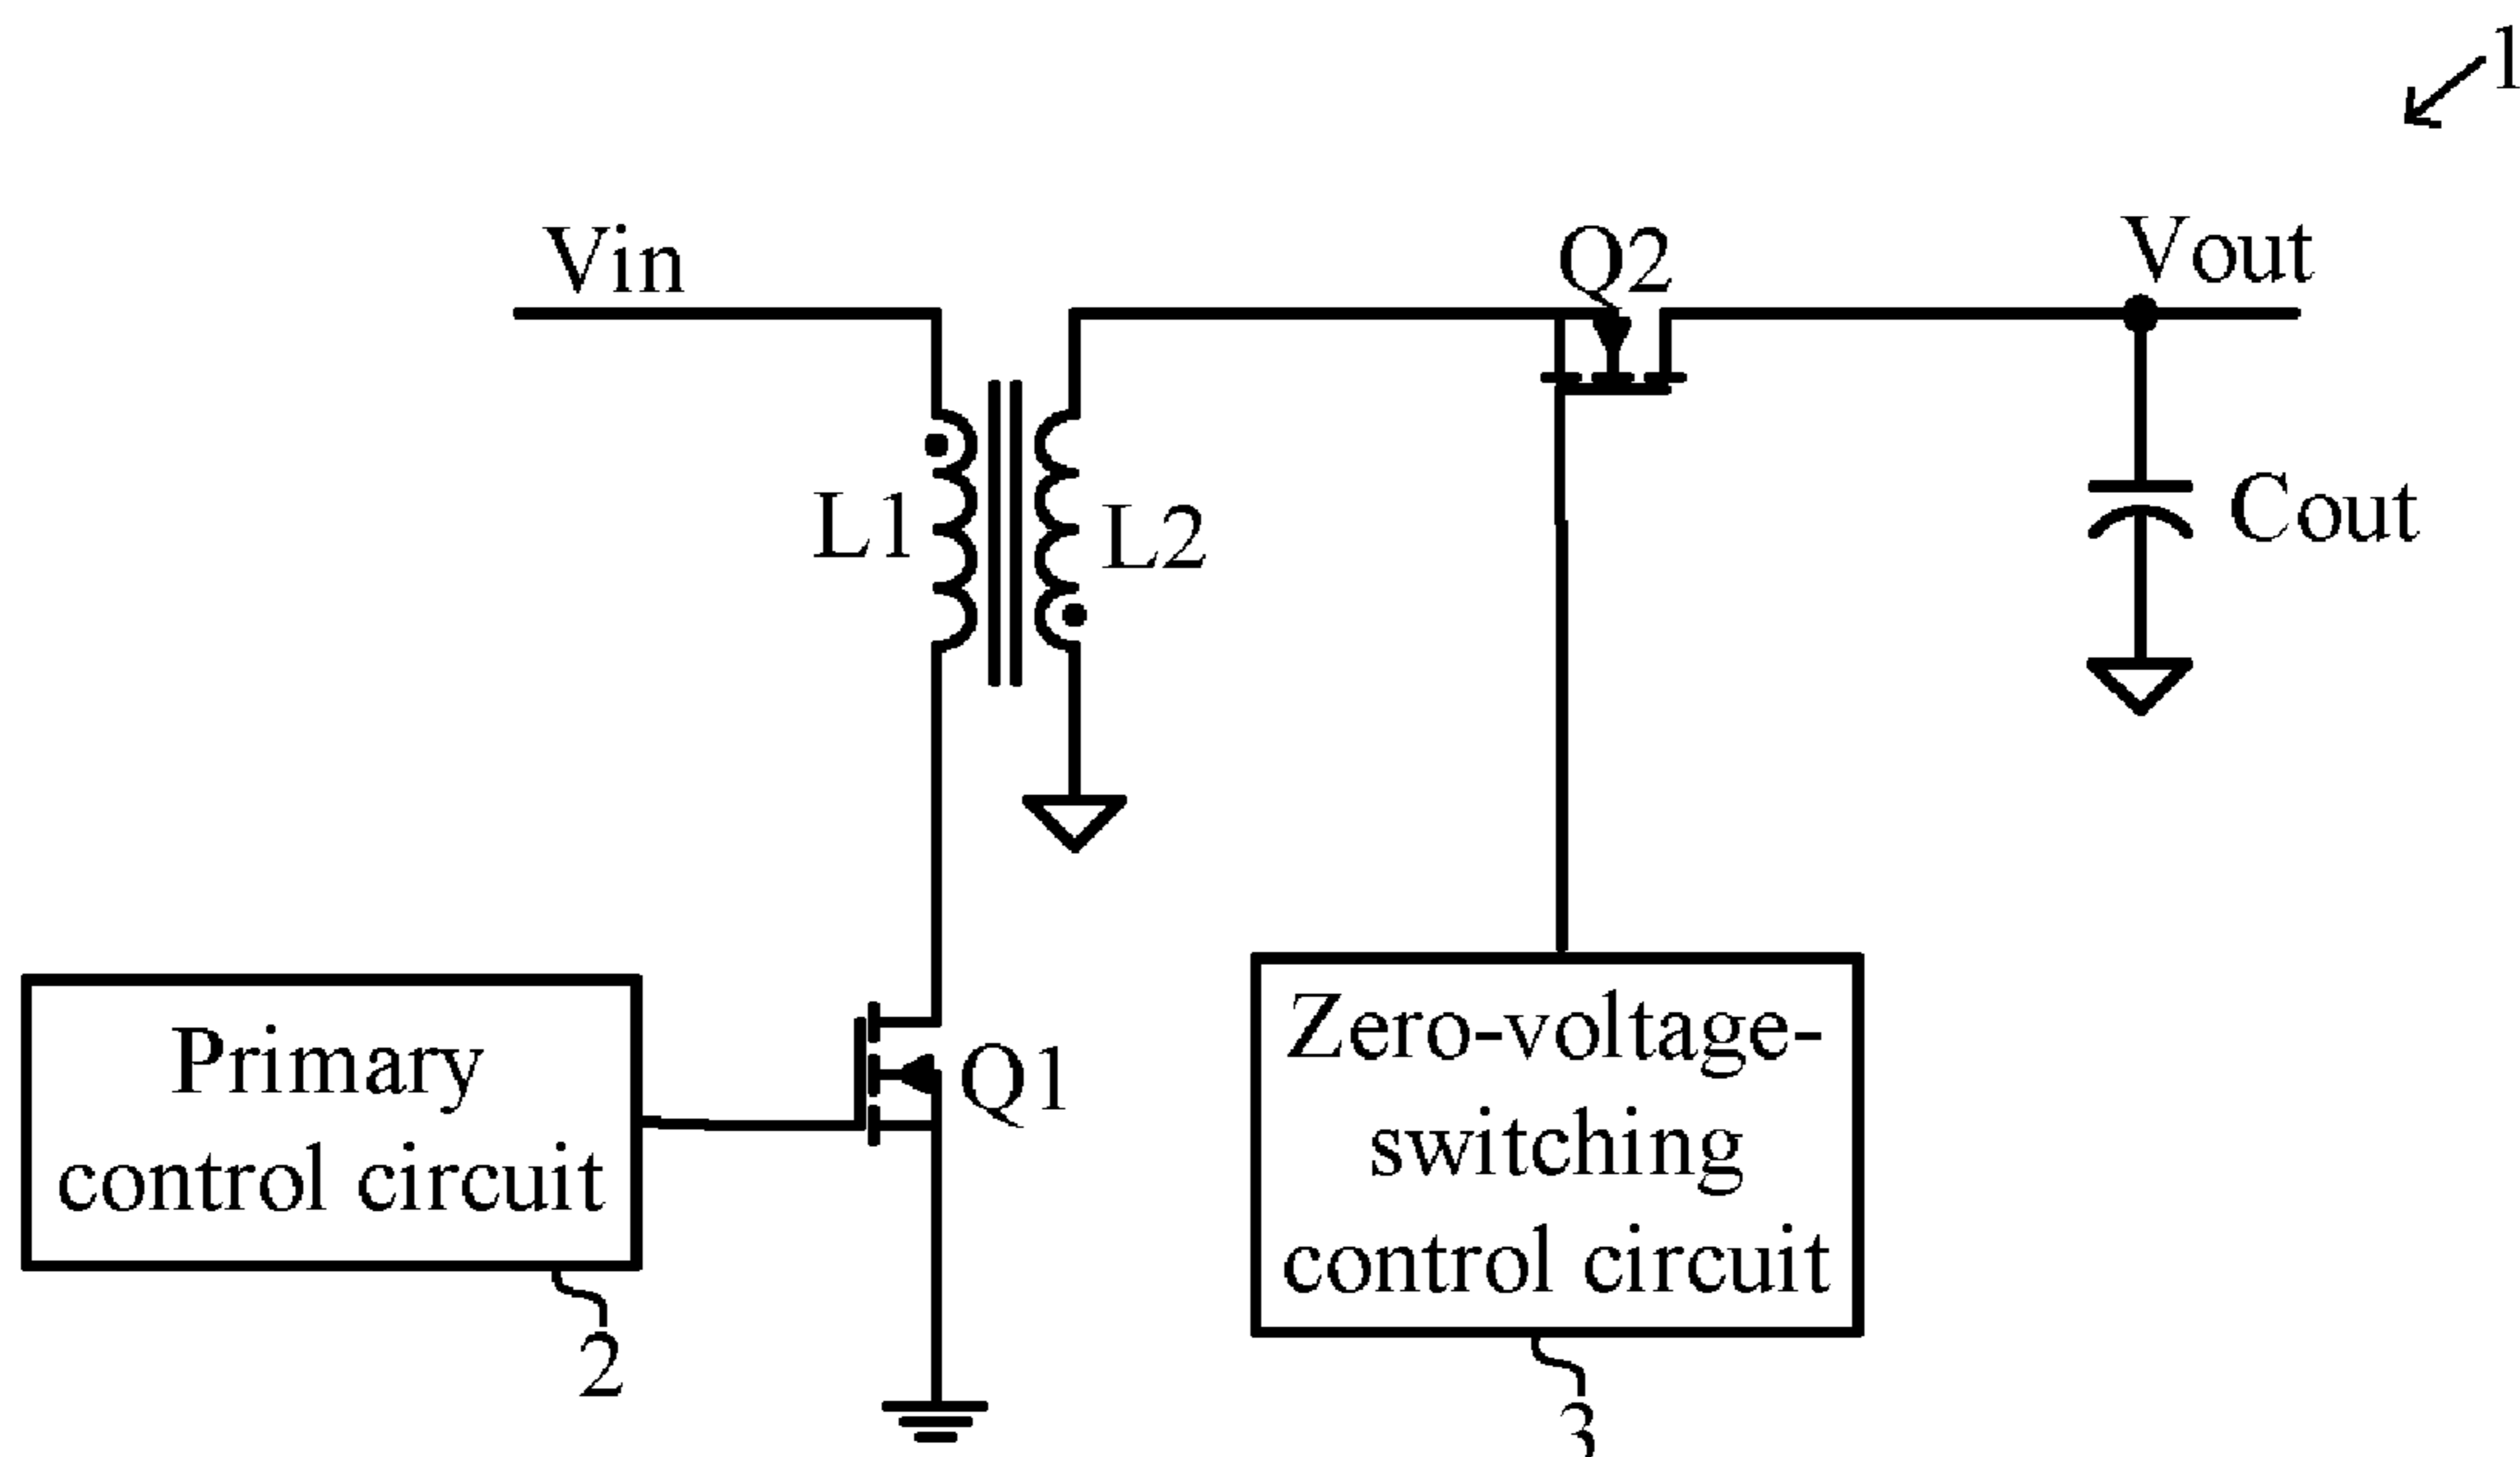 1
Vin
Q2
Vout
L1
L2
Cout
Primary
control circuit
Q1
Zero-voltage-
switching
control circuit
2
3